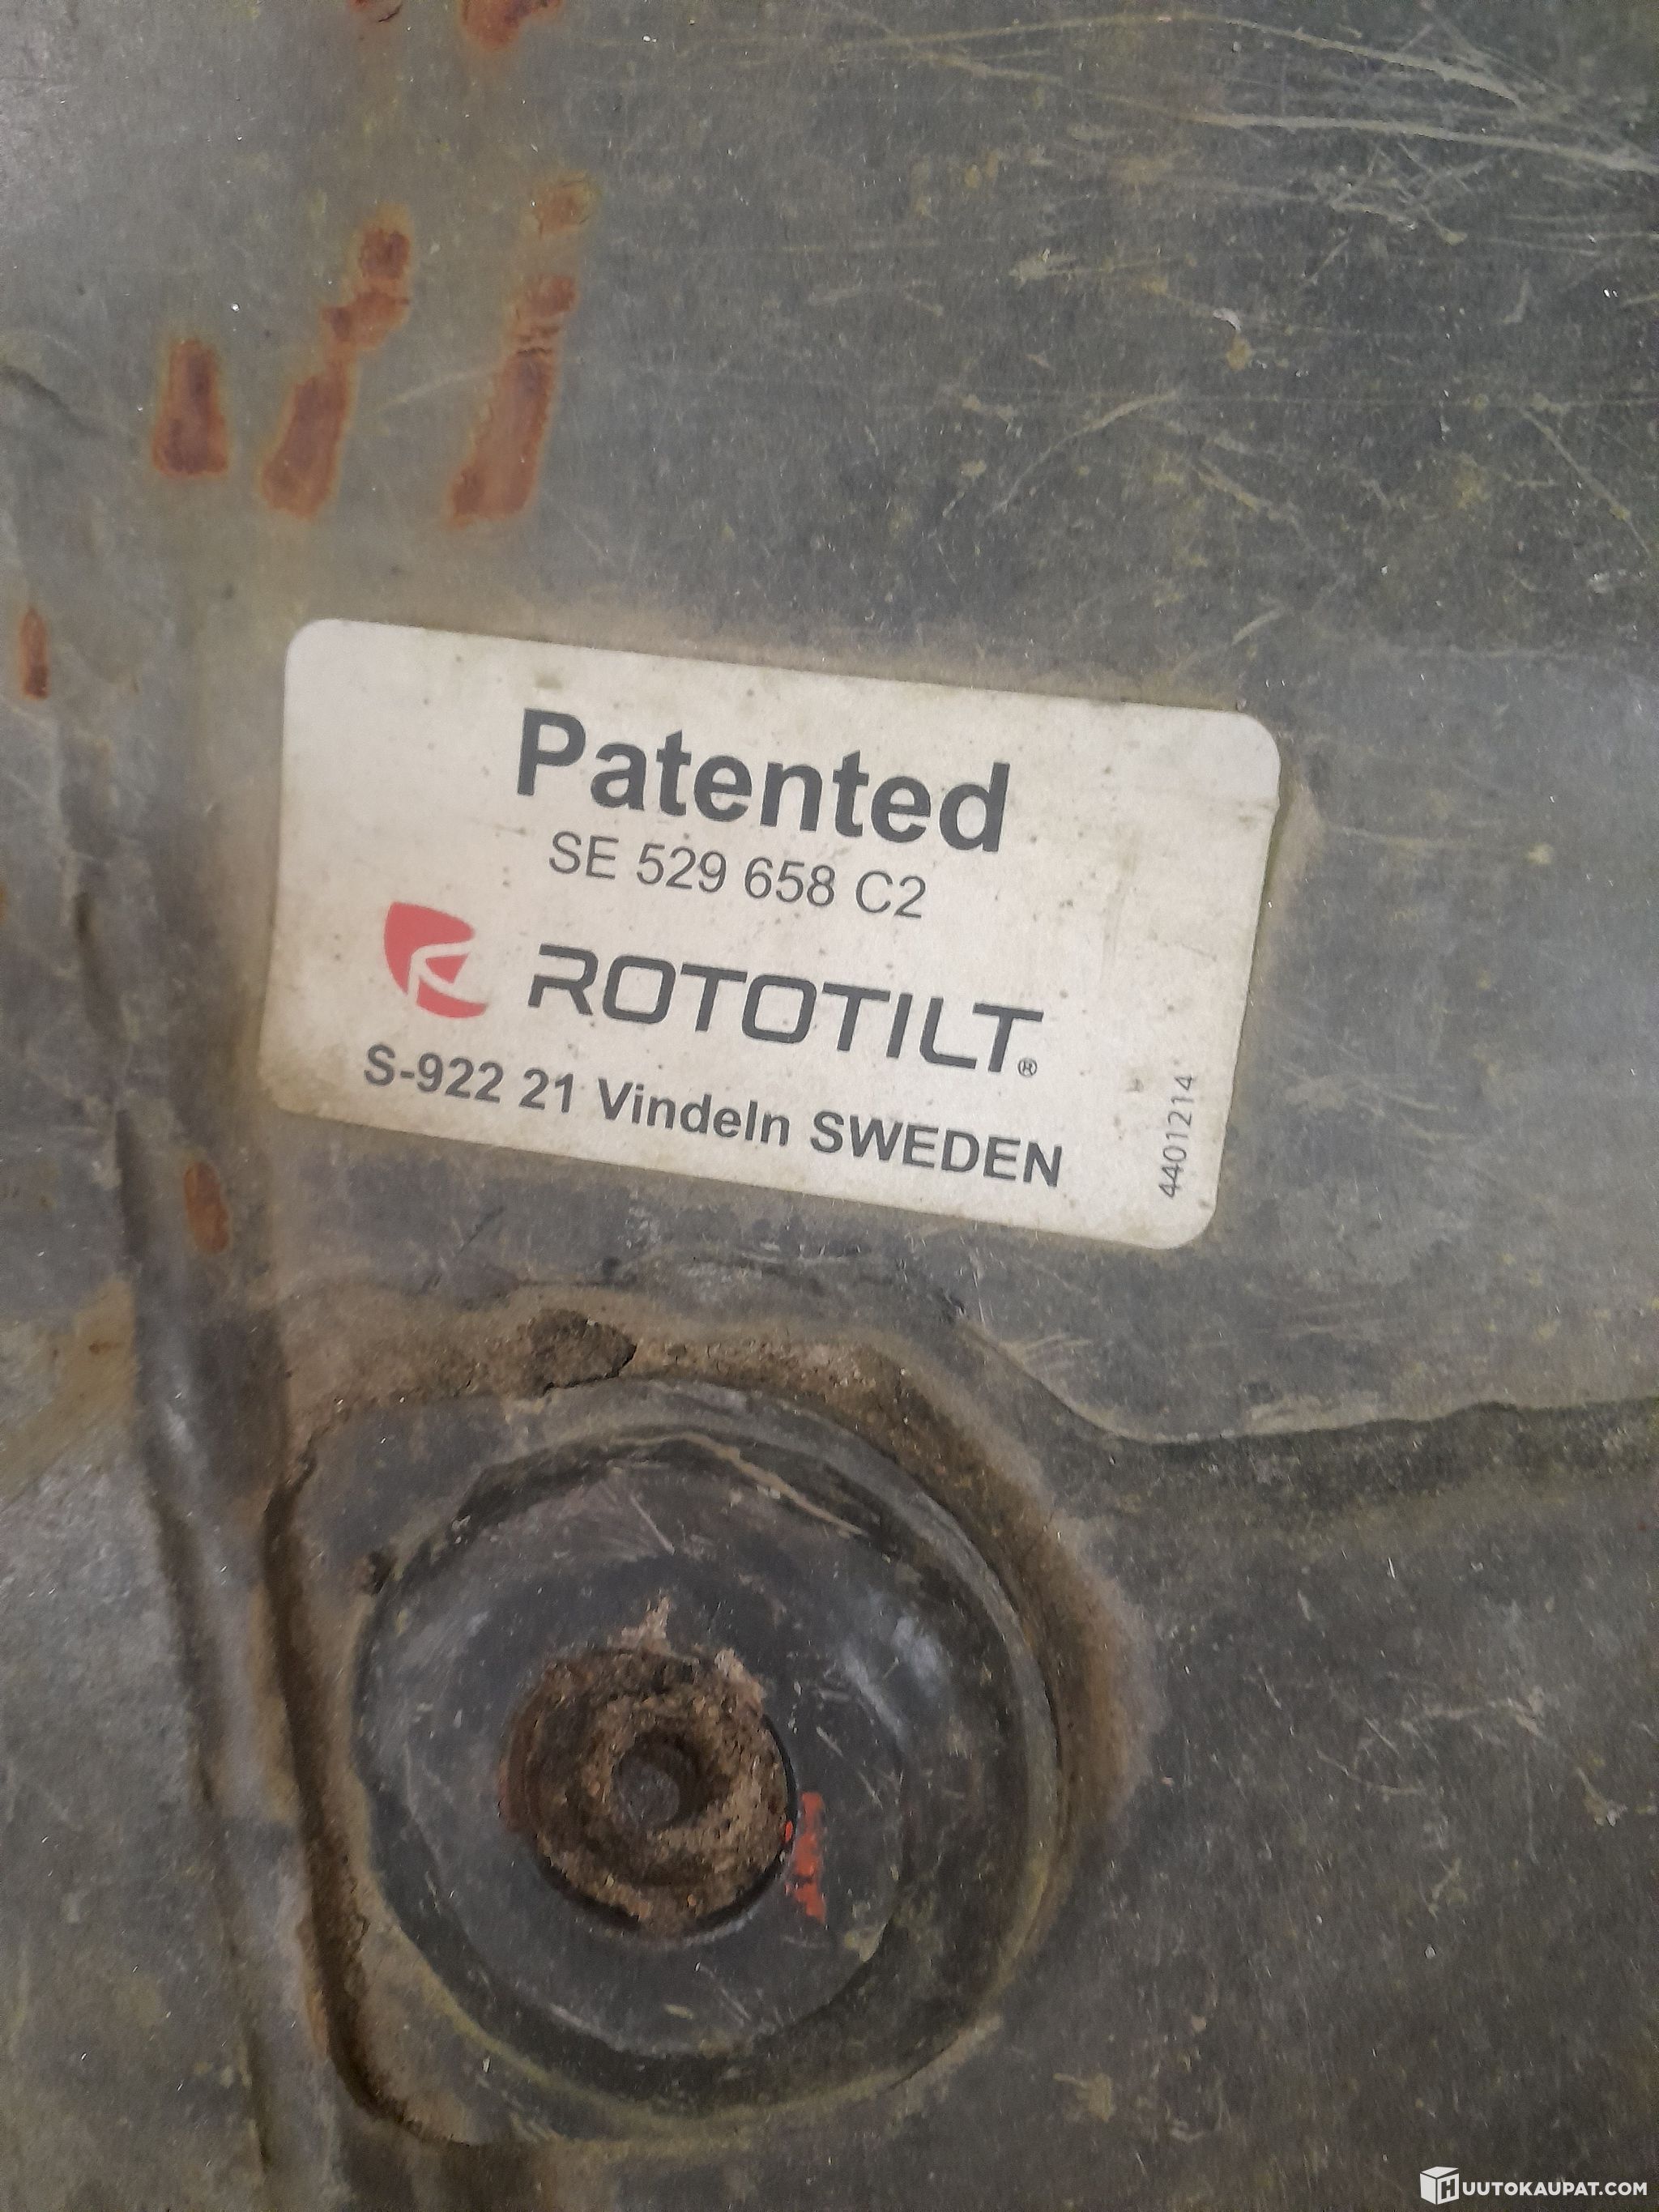 Patented
SE 529 658 C2
ROTOTILT®
S-922 21 Vindeln SWEDEN
4401214
HUUTOKAUPAT.COM